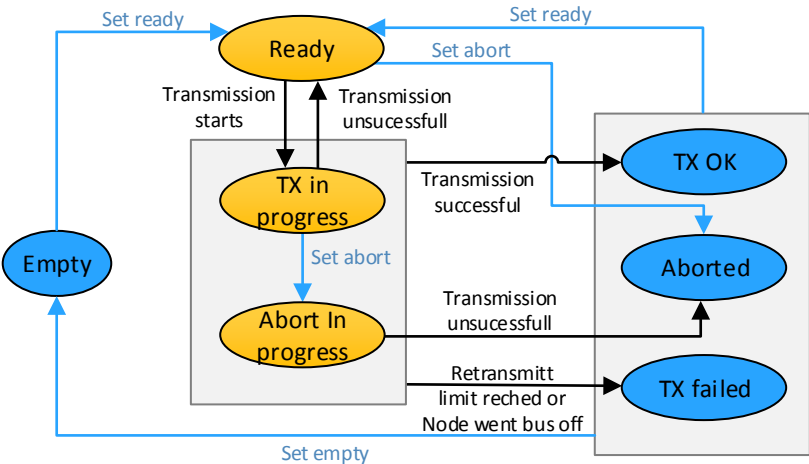 Set ready
Set ready
Ready
Set abort
Transmission
starts
Transmission
unsucessfull
TX in
progress
Transmission
successful
TX OK
Empty
Set abort
Aborted
Abort In
progress
Transmission
unsucessfull
Retransmitt
limit reched or
Node went bus off
TX failed
Set empty